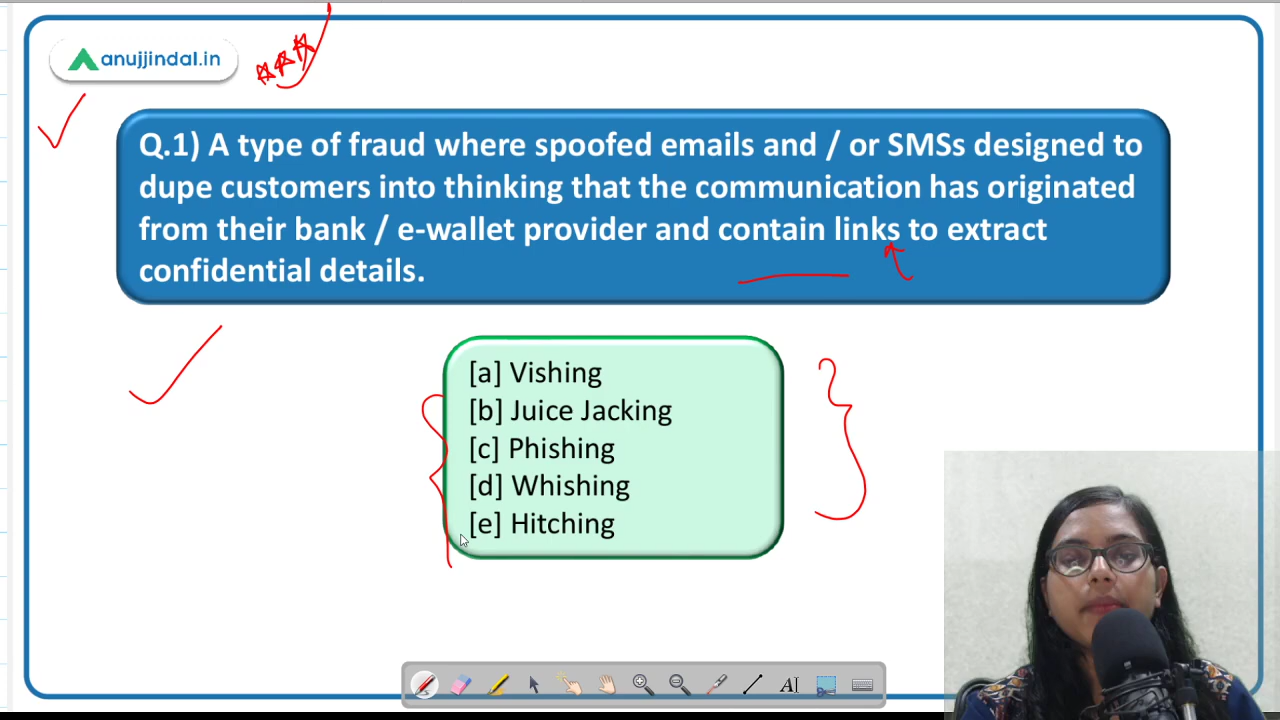 anujjindal.in
Q.1) A type of fraud where spoofed emails and / or SMSs designed to
dupe customers into thinking that the communication has originated
from their bank / e-wallet provider and contain links to extract
confidential details.
[a] Vishing
[b] Juice Jacking
[c] Phishing
[d] Whishing
[e] Hitching
AI